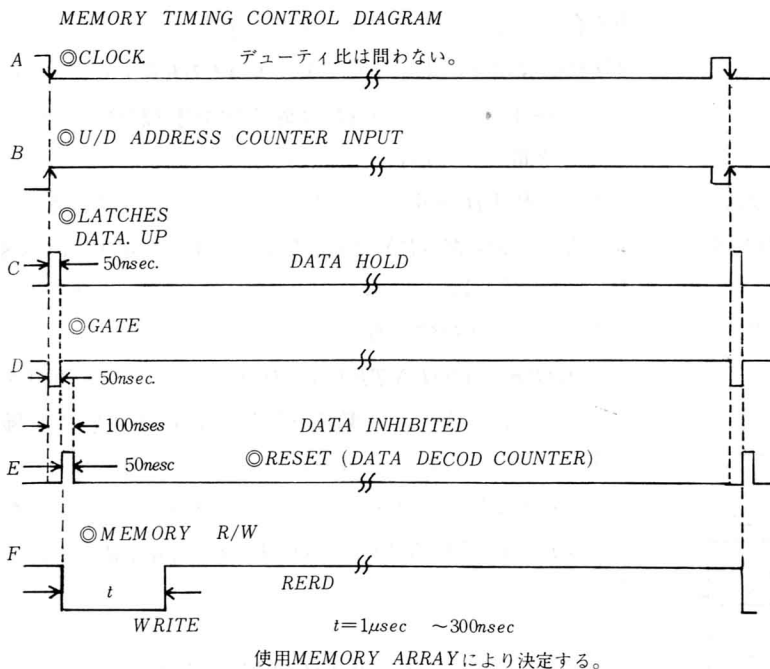 MEMORY TIMING CONTROL DIAGRAM
A ◎CLOCK デューティ比は問わない。
B ◎U/D ADDRESS COUNTER INPUT
◎LATCHES
DATA. UP
C 50nsec. DATA HOLD
◎GATE
D 50nsec.
100nses DATA INHIBITED
E 50nesc ◎RESET (DATA DECOD COUNTER)
◎MEMORY R/W
F
t RERD
WRITE t=1μsec ~300nsec
使用MEMORY ARRAYにより決定する。